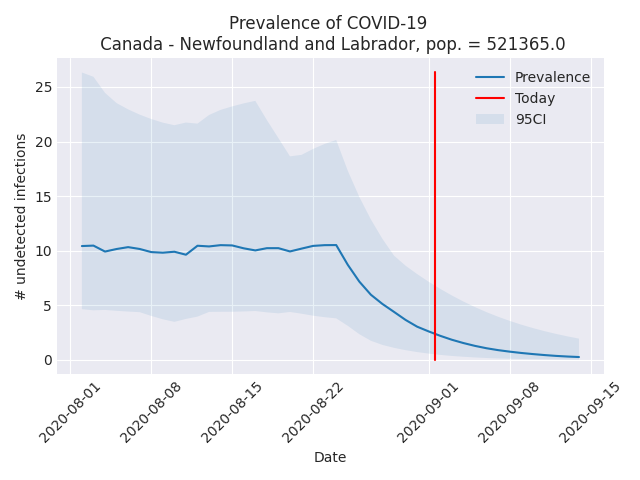 Prevalence of COVID-19
Canada - Newfoundland and Labrador, pop. = 521365.0
Prevalence
Today
95CI
# undetected infections
25
20
15
10
5
0
2020-08-01
2020-08-08
2020-08-15
2020-08-22
2020-09-01
2020-09-08
2020-09-15
Date